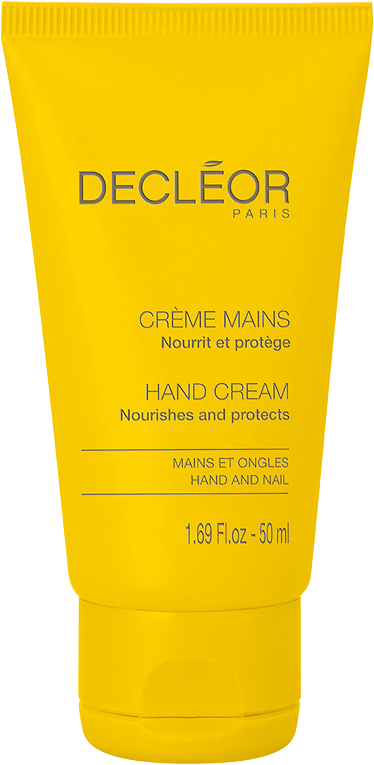 DECLÉOR
PARIS
CRÈME MAINS
Nourrit et protège
HAND CREAM
Nourishes and protects
MAINS ET ONGLES
HAND AND NAIL
1.69 Fl.oz - 50 ml